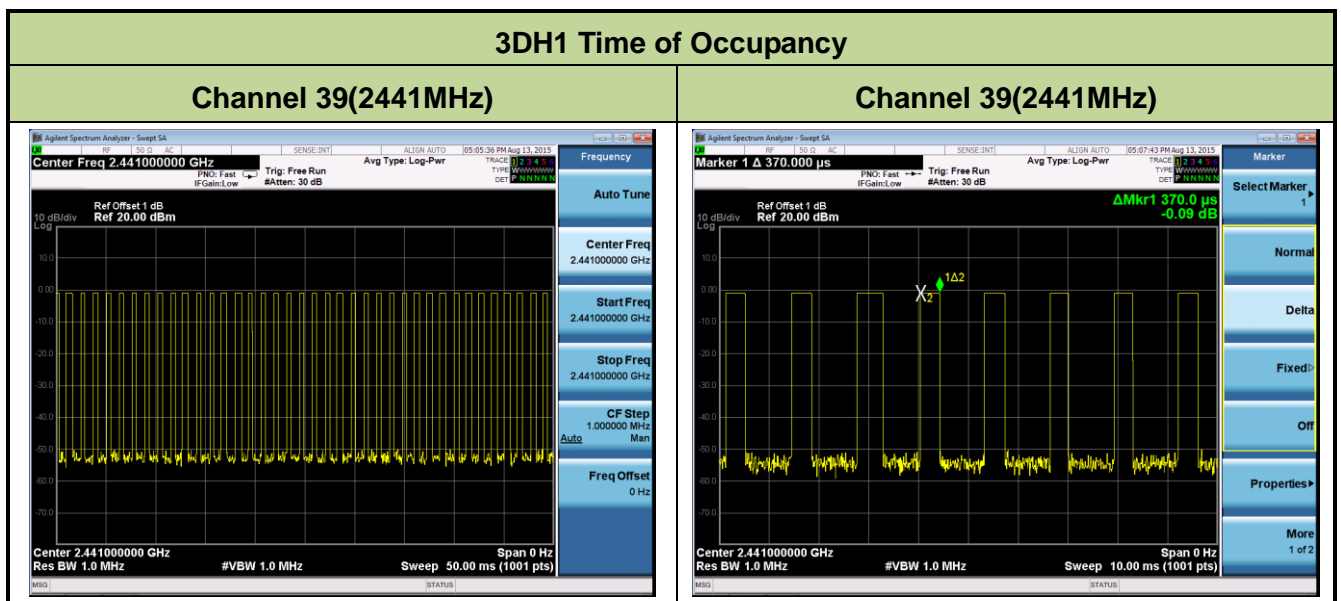 3DH1 Time of Occupancy
Channel 39(2441MHz)
Channel 39(2441MHz)
Agilent Spectrum Analyzer - Swept SA
RF 50 Ω AC SENSE:INT ALIGN AUTO 05:05:36 PM Aug 13, 2015
Center Freq 2.441000000 GHz
Avg Type: Log-Pwr
TRACE 1 2 3 4 5 6
TYPE WWWWWW
DET P N N N N N
PNO: Fast
IFGain:Low
Trig: Free Run
#Atten: 30 dB
Ref Offset 1 dB
10 dB/div Ref 20.00 dBm
Log
10.0
0.00
-10.0
-20.0
-30.0
-40.0
-50.0
-60.0
-70.0
Center 2.441000000 GHz Span 0 Hz
Res BW 1.0 MHz #VBW 1.0 MHz Sweep 50.00 ms (1001 pts)
MSG STATUS
Frequency
Auto Tune
Center Freq
2.441000000 GHz
Start Freq
2.441000000 GHz
Stop Freq
2.441000000 GHz
CF Step
1.000000 MHz
Auto Man
Freq Offset
0 Hz
Agilent Spectrum Analyzer - Swept SA
RF 50 Ω AC SENSE:INT ALIGN AUTO 05:07:43 PM Aug 13, 2015
Marker 1 Δ 370.000 µs
Avg Type: Log-Pwr
TRACE 1 2 3 4 5 6
TYPE WWWWWW
DET P N N N N N
PNO: Fast
IFGain:Low
Trig: Free Run
#Atten: 30 dB
ΔMkr1 370.0 µs
-0.09 dB
Ref Offset 1 dB
10 dB/div Ref 20.00 dBm
Log
10.0
0.00
-10.0
-20.0
-30.0
-40.0
-50.0
-60.0
-70.0
1Δ2
X2
Center 2.441000000 GHz Span 0 Hz
Res BW 1.0 MHz #VBW 1.0 MHz Sweep 10.00 ms (1001 pts)
MSG STATUS
Marker
Select Marker
1
Normal
Delta
Fixed
Off
Properties
More
1 of 2